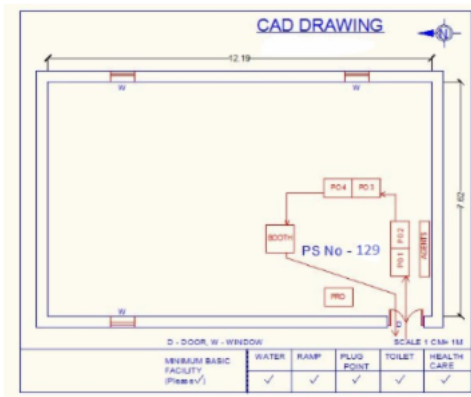 CAD DRAWING
N
12.19
W
W
7.62
PO4 PO3
BOOTH
PS No - 129
PO1 PO2
AGENTS
PRO
W
D
D - DOOR, W - WINDOW
SCALE 1 CM= 1M
MINIMUM BASIC
FACILITY
(Please✓)
WATER
RAMP
PLUG
POINT
TOILET
HEALTH
CARE
✓ ✓ ✓ ✓ ✓